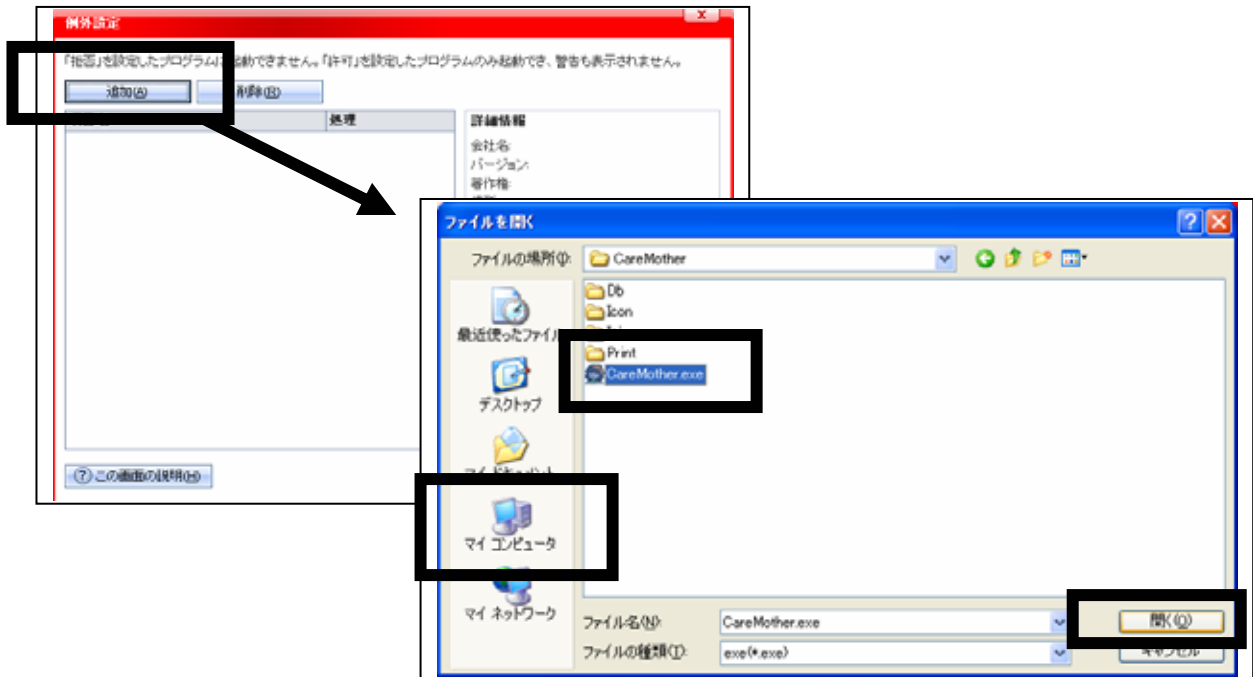 例外設定
「拒否」を設定したプログラムは起動できません。「許可」を設定したプログラムのみ起動でき、警告も表示されません。
追加(A)
削除(R)
処理
詳細情報
会社名:
バージョン:
著作権:
この画面の説明(H)
ファイルを開く
ファイルの場所(I):
CareMother
Db
Icon
Print
CareMother.exe
最近使ったファイル
デスクトップ
マイ コンピュータ
マイ ネットワーク
ファイル名(N):
CareMother.exe
開く(O)
ファイルの種類(T):
exe(*.exe)
キャンセル